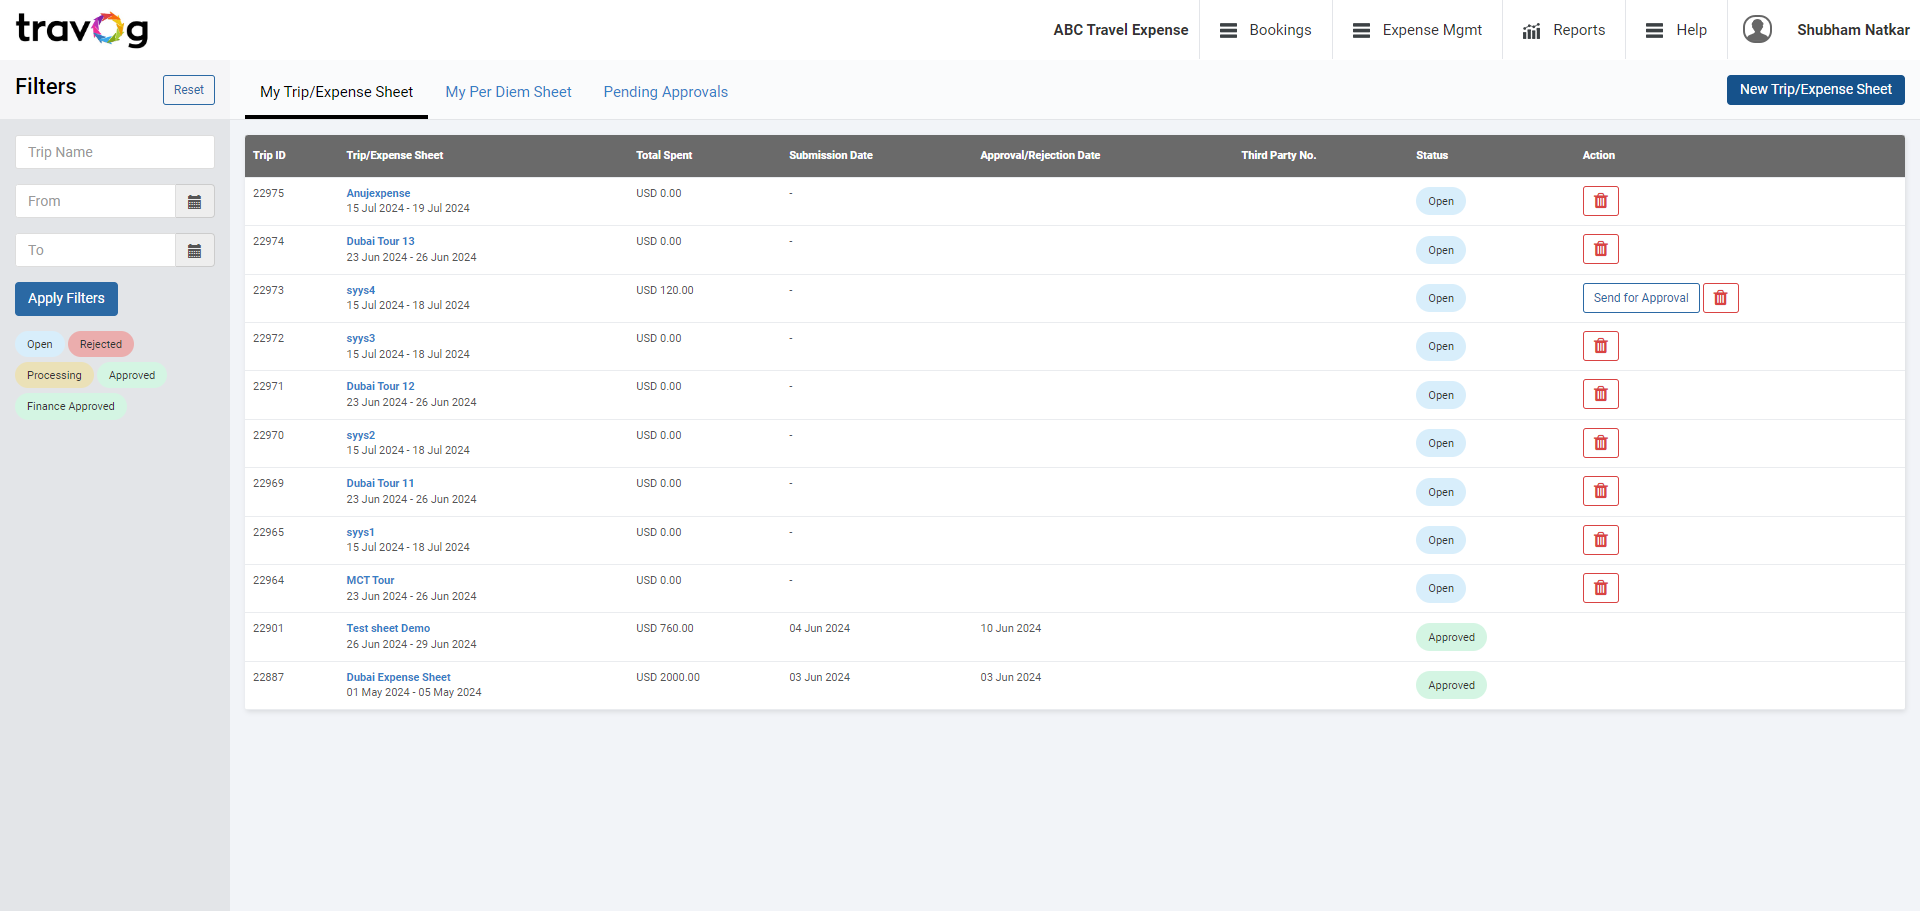 travog
ABC Travel Expense
Bookings
Expense Mgmt
Reports
Help
Shubham Natkar
Filters
Reset
Trip Name
From
To
Apply Filters
Open Rejected
Processing Approved
Finance Approved
My Trip/Expense Sheet My Per Diem Sheet Pending Approvals
New Trip/Expense Sheet
Trip ID Trip/Expense Sheet Total Spent Submission Date Approval/Rejection Date Third Party No. Status Action
22975 Anujexpense USD 0.00 - Open
15 Jul 2024 - 19 Jul 2024
22974 Dubai Tour 13 USD 0.00 - Open
23 Jun 2024 - 26 Jun 2024
22973 syys4 USD 120.00 - Open Send for Approval
15 Jul 2024 - 18 Jul 2024
22972 syys3 USD 0.00 - Open
15 Jul 2024 - 18 Jul 2024
22971 Dubai Tour 12 USD 0.00 - Open
23 Jun 2024 - 26 Jun 2024
22970 syys2 USD 0.00 - Open
15 Jul 2024 - 18 Jul 2024
22969 Dubai Tour 11 USD 0.00 - Open
23 Jun 2024 - 26 Jun 2024
22965 syys1 USD 0.00 - Open
15 Jul 2024 - 18 Jul 2024
22964 MCT Tour USD 0.00 - Open
23 Jun 2024 - 26 Jun 2024
22901 Test sheet Demo USD 760.00 04 Jun 2024 10 Jun 2024 Approved
26 Jun 2024 - 29 Jun 2024
22887 Dubai Expense Sheet USD 2000.00 03 Jun 2024 03 Jun 2024 Approved
01 May 2024 - 05 May 2024